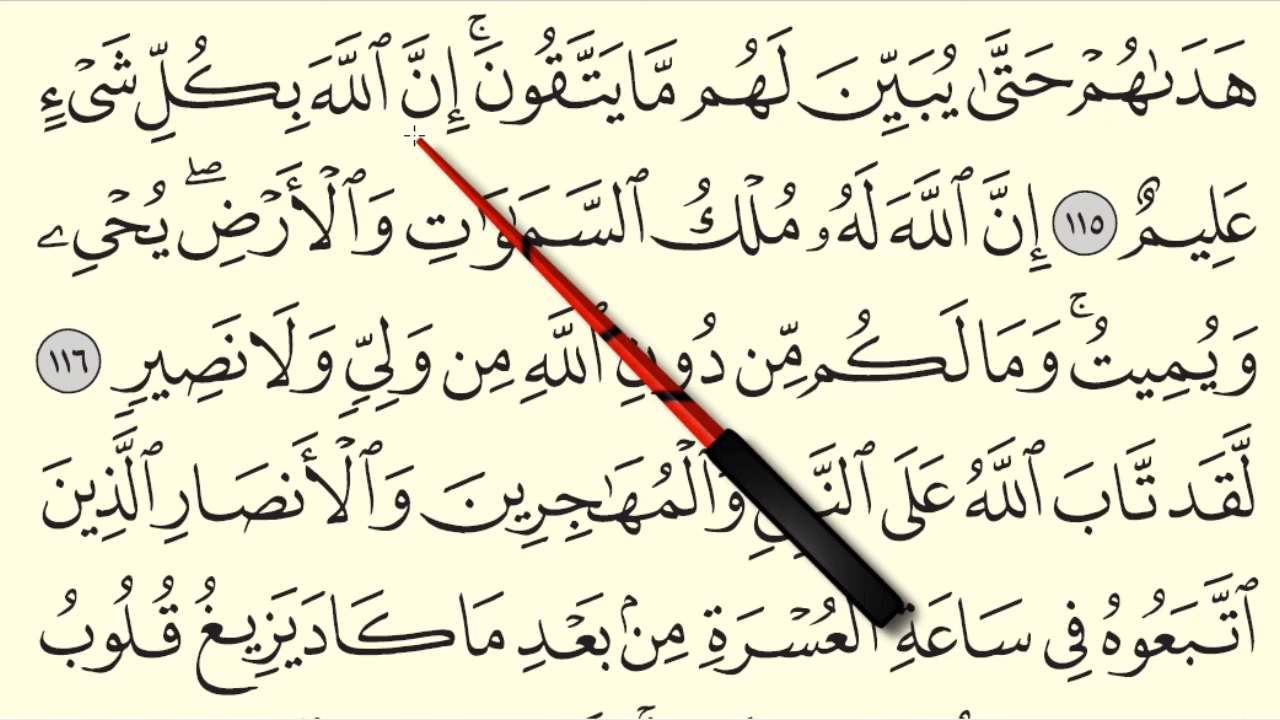 هَدَىٰهُمْ حَتَّىٰ يُبَيِّنَ لَهُم مَّا يَتَّقُونَ ۚ إِنَّ ٱللَّهَ بِكُلِّ شَىْءٍ
عَلِيمٌ ١١٥ إِنَّ ٱللَّهَ لَهُۥ مُلْكُ ٱلسَّمَٰوَٰتِ وَٱلْأَرْضِ ۖ يُحْىِۦ
وَيُمِيتُ ۚ وَمَا لَكُم مِّن دُونِ ٱللَّهِ مِن وَلِىٍّ وَلَا نَصِيرٍ ١١٦
لَّقَد تَّابَ ٱللَّهُ عَلَى ٱلنَّبِىِّ وَٱلْمُهَٰجِرِينَ وَٱلْأَنصَارِ ٱلَّذِينَ
ٱتَّبَعُوهُ فِى سَاعَةِ ٱلْعُسْرَةِ مِنۢ بَعْدِ مَا كَادَ يَزِيغُ قُلُوبُ